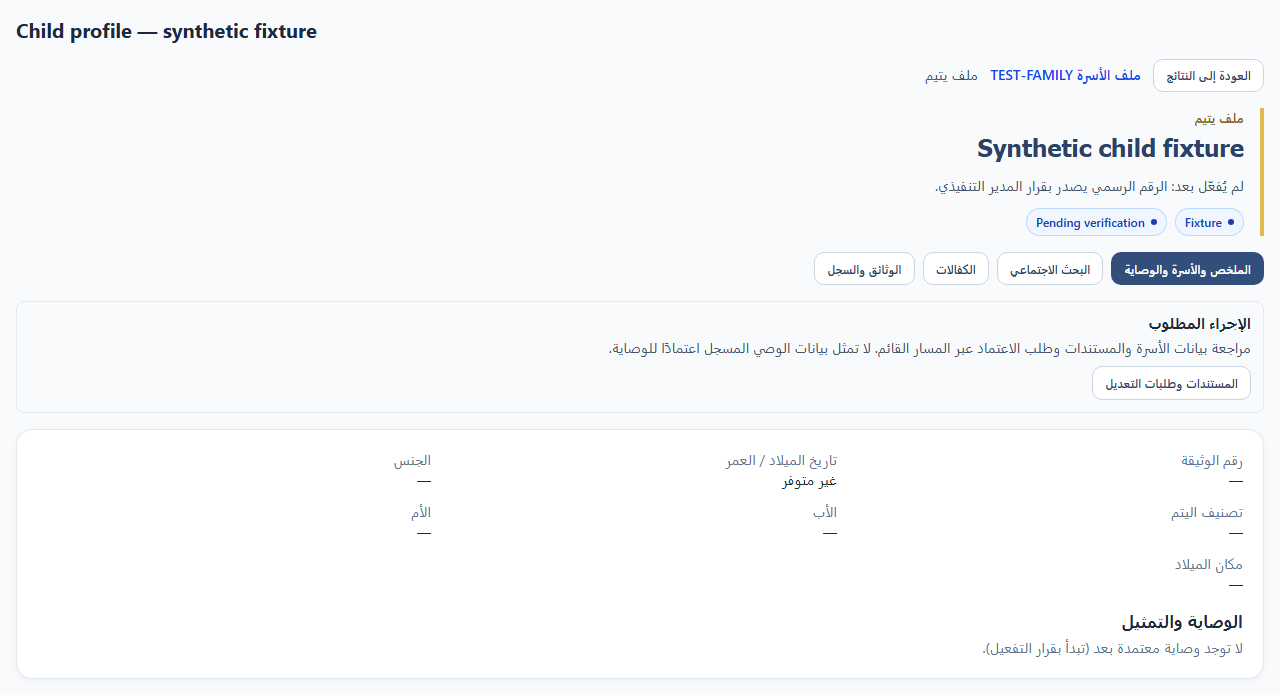 Child profile — synthetic fixture
العودة إلى النتائج ملف الأسرة TEST-FAMILY ملف يتيم
ملف يتيم
Synthetic child fixture
لم يُفعّل بعد: الرقم الرسمي يصدر بقرار المدير التنفيذي.
Fixture Pending verification
الملخص والأسرة والوصاية البحث الاجتماعي الكفالات الوثائق والسجل
الإجراء المطلوب
مراجعة بيانات الأسرة والمستندات وطلب الاعتماد عبر المسار القائم. لا تمثل بيانات الوصي المسجل اعتمادًا للوصاية.
المستندات وطلبات التعديل
رقم الوثيقة تاريخ الميلاد / العمر الجنس
— غير متوفر —
تصنيف اليتم الأب الأم
— — —
مكان الميلاد
—
الوصاية والتمثيل
لا توجد وصاية معتمدة بعد (تبدأ بقرار التفعيل).